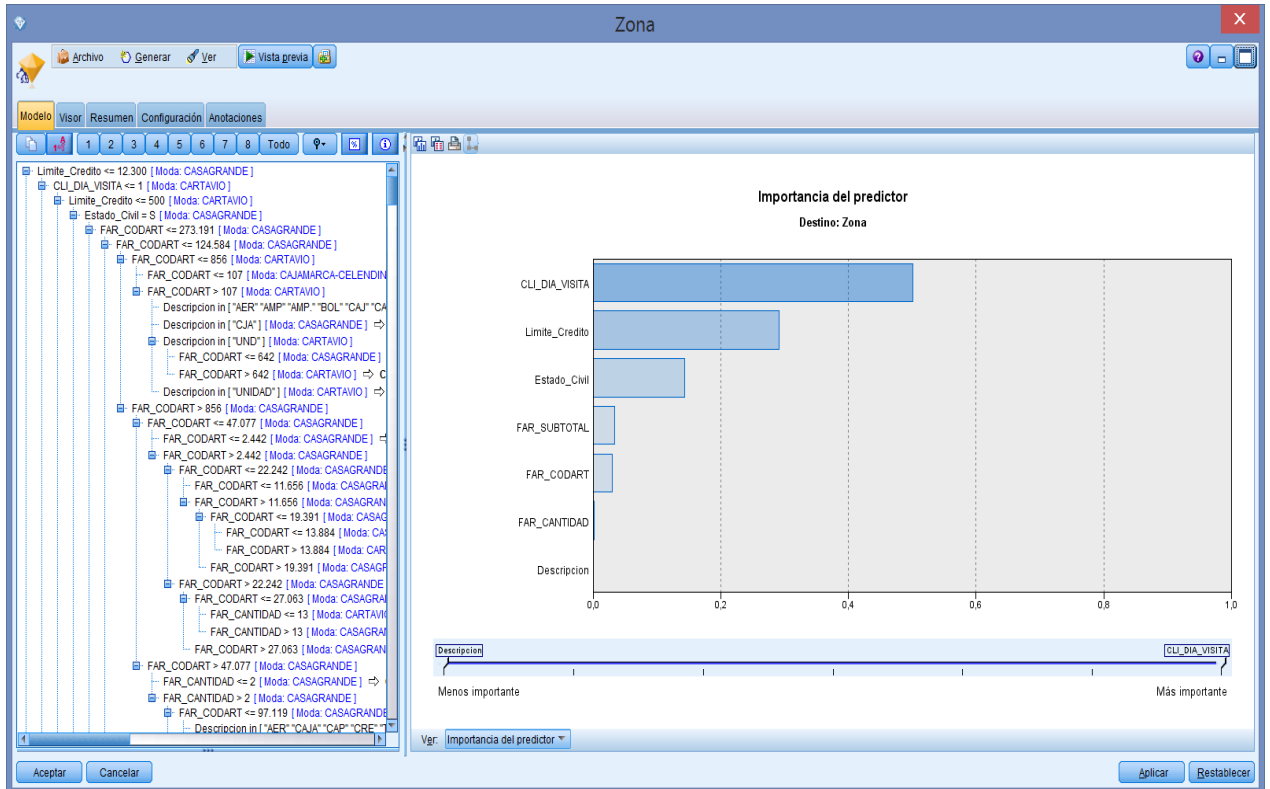 Zona
Archivo Generar Ver Vista previa
Modelo Visor Resumen Configuración Anotaciones
1 2 3 4 5 6 7 8 Todo %
Limite_Credito <= 12.300 [ Moda: CASAGRANDE ]
CLI_DIA_VISITA <= 1 [ Moda: CARTAVIO ]
Limite_Credito <= 500 [ Moda: CARTAVIO ]
Estado_Civil = S [ Moda: CASAGRANDE ]
FAR_CODART <= 273.191 [ Moda: CASAGRANDE ]
FAR_CODART <= 124.584 [ Moda: CASAGRANDE ]
FAR_CODART <= 856 [ Moda: CARTAVIO ]
FAR_CODART <= 107 [ Moda: CAJAMARCA-CELENDIN
FAR_CODART > 107 [ Moda: CARTAVIO ]
Descripcion in [ "AER" "AMP" "AMP." "BOL" "CAJ" "CA
Descripcion in [ "CJA" ] [ Moda: CASAGRANDE ] ⇨
Descripcion in [ "UND" ] [ Moda: CARTAVIO ]
FAR_CODART <= 642 [ Moda: CASAGRANDE ]
FAR_CODART > 642 [ Moda: CARTAVIO ] ⇨ C
Descripcion in [ "UNIDAD" ] [ Moda: CARTAVIO ] ⇨
FAR_CODART > 856 [ Moda: CASAGRANDE ]
FAR_CODART <= 47.077 [ Moda: CASAGRANDE ]
FAR_CODART <= 2.442 [ Moda: CASAGRANDE ] ⇨
FAR_CODART > 2.442 [ Moda: CASAGRANDE ]
FAR_CODART <= 22.242 [ Moda: CASAGRANDE
FAR_CODART <= 11.656 [ Moda: CASAGRA
FAR_CODART > 11.656 [ Moda: CASAGRAN
FAR_CODART <= 19.391 [ Moda: CASAG
FAR_CODART <= 13.884 [ Moda: CA
FAR_CODART > 13.884 [ Moda: CAR
FAR_CODART > 19.391 [ Moda: CASAGR
FAR_CODART > 22.242 [ Moda: CASAGRANDE
FAR_CODART <= 27.063 [ Moda: CASAGRA
FAR_CANTIDAD <= 13 [ Moda: CARTAVI
FAR_CANTIDAD > 13 [ Moda: CASAGRA
FAR_CODART > 27.063 [ Moda: CASAGRAN
FAR_CODART > 47.077 [ Moda: CASAGRANDE ]
FAR_CANTIDAD <= 2 [ Moda: CASAGRANDE ] ⇨
FAR_CANTIDAD > 2 [ Moda: CASAGRANDE ]
FAR_CODART <= 97.119 [ Moda: CASAGRANDE
Descripcion in [ "AER" "CAJA" "CAP" "CRE"
Importancia del predictor
Destino: Zona
CLI_DIA_VISITA
Limite_Credito
Estado_Civil
FAR_SUBTOTAL
FAR_CODART
FAR_CANTIDAD
Descripcion
0,0 0,2 0,4 0,6 0,8 1,0
Descripcion CLI_DIA_VISITA
Menos importante Más importante
Ver: Importancia del predictor
Aceptar Cancelar Aplicar Restablecer